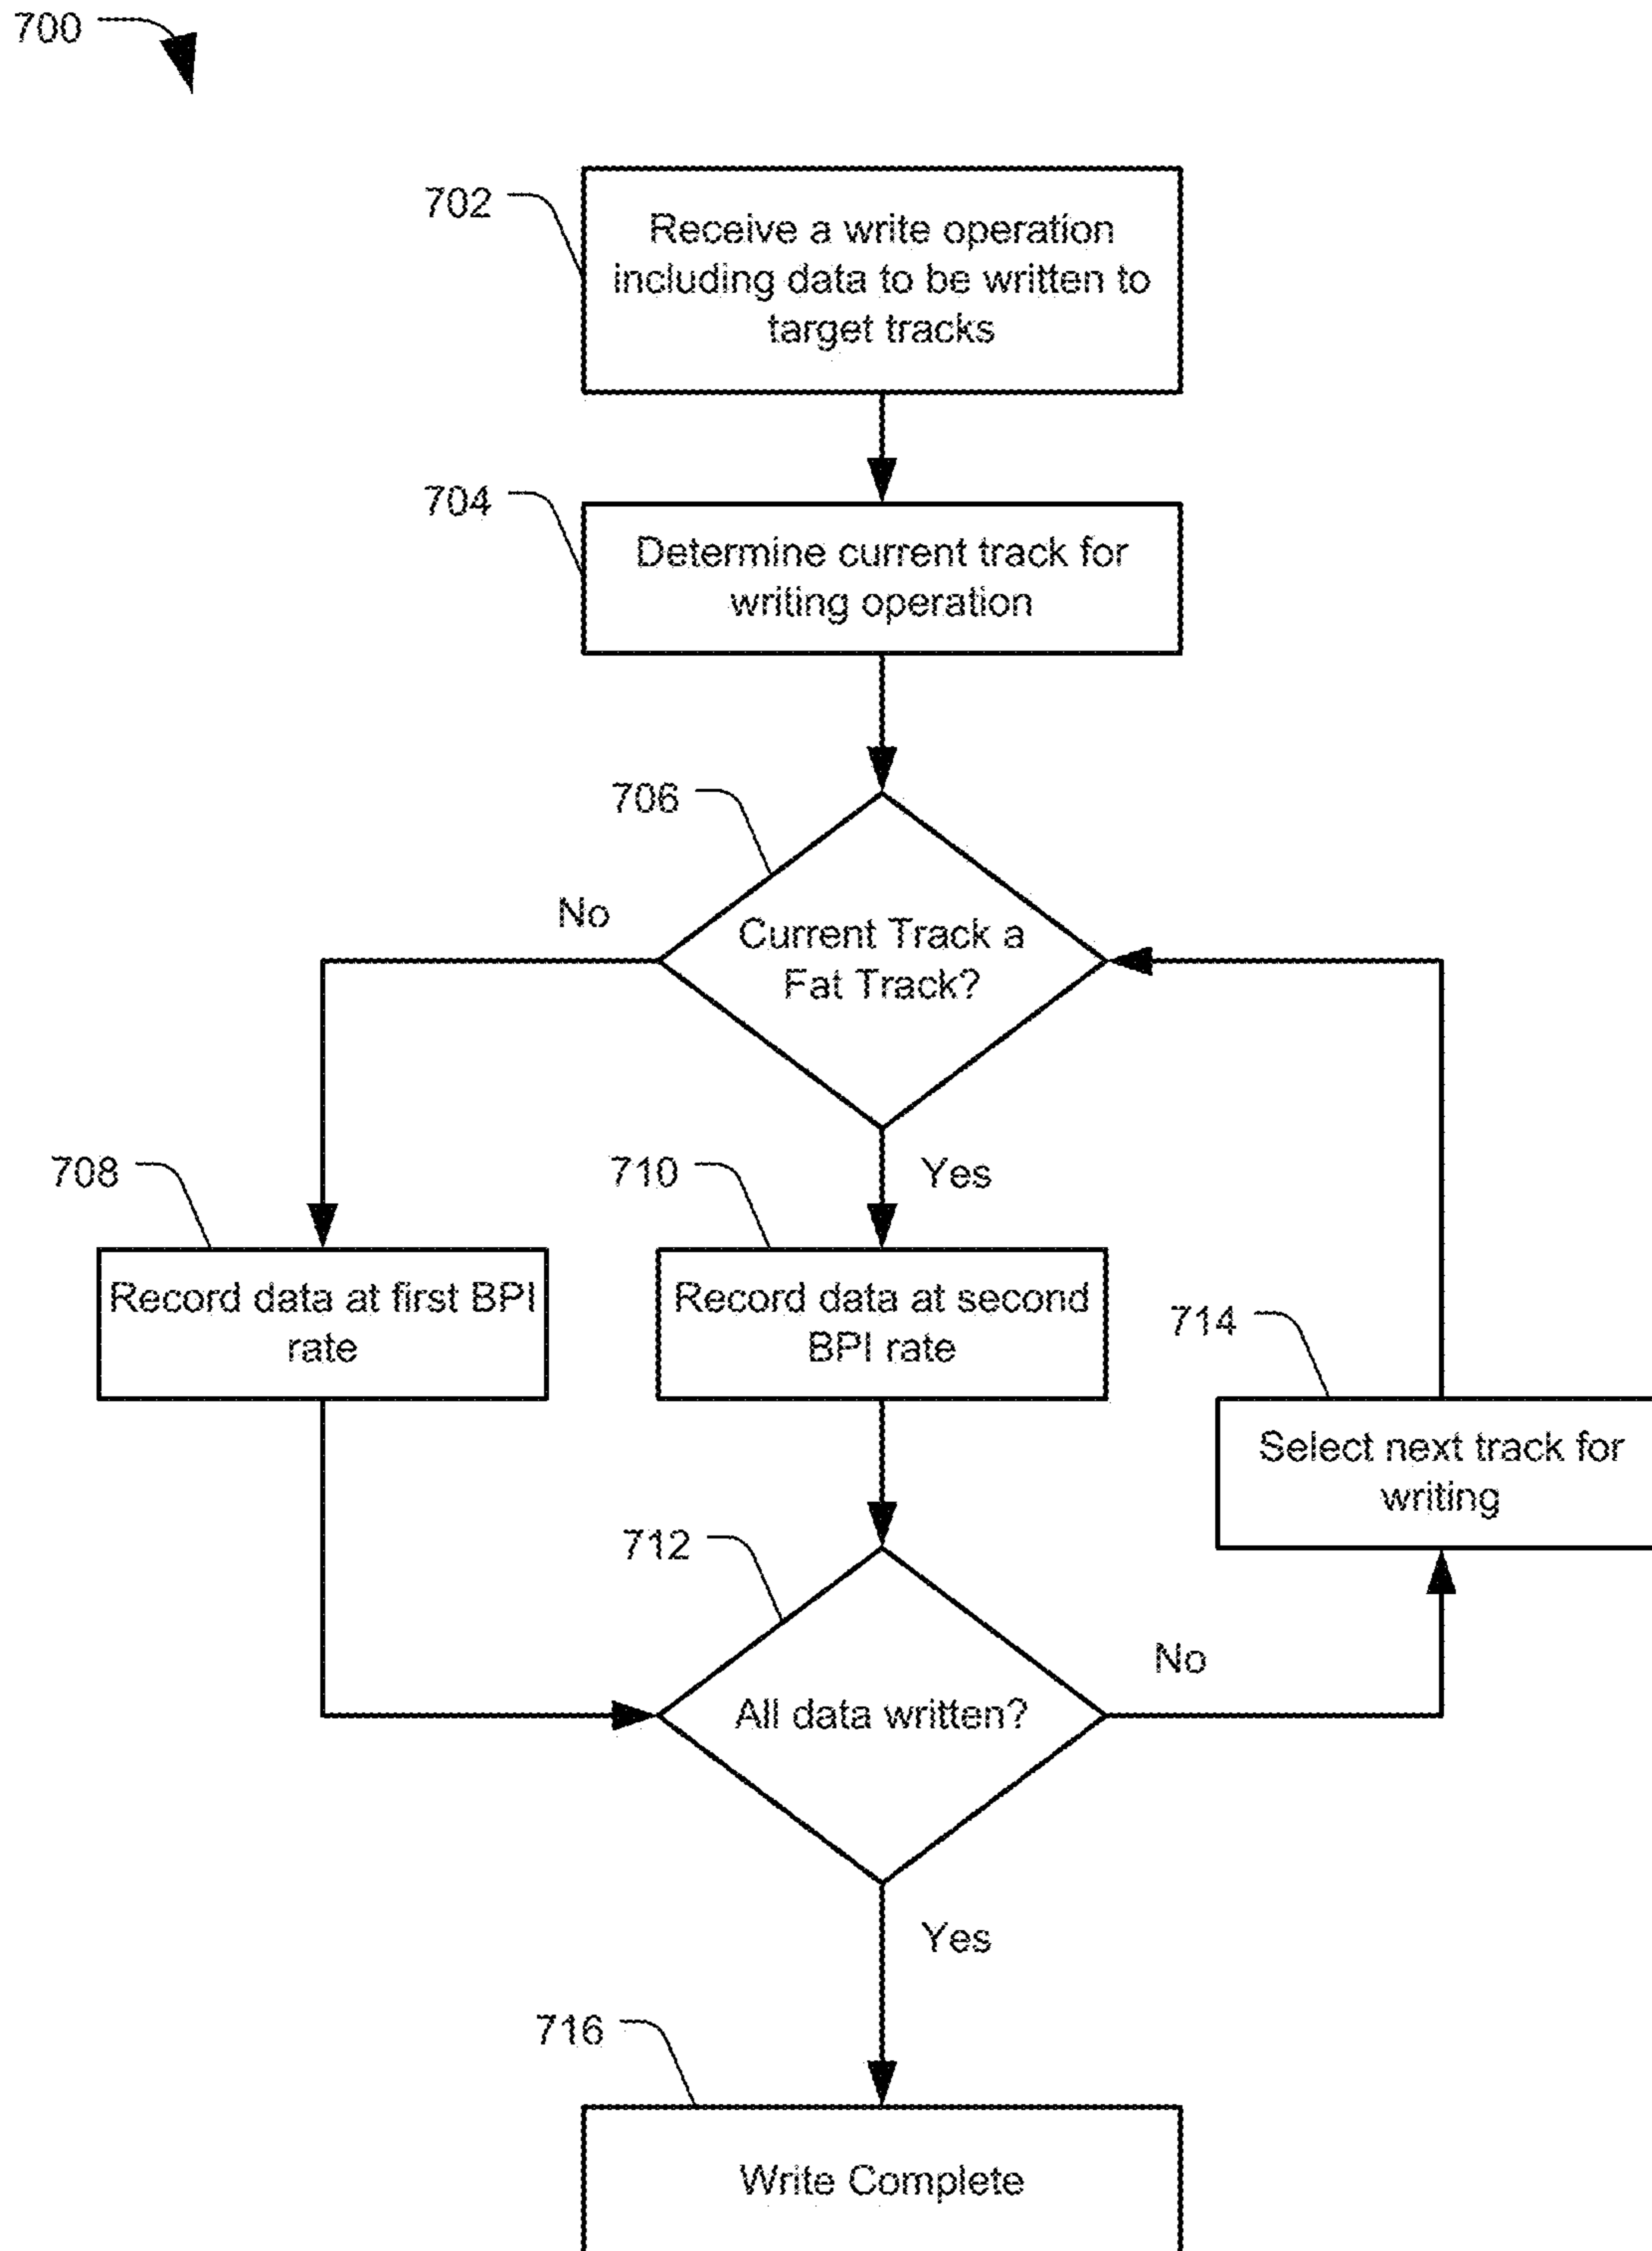 700
702
Receive a write operation
including data to be written to
target tracks
704
Determine current track for
writing operation
706
No
Current Track a
Fat Track?
708
710
Yes
Record data at first BPI
rate
Record data at second
BPI rate
714
Select next track for
writing
712
No
All data written?
Yes
716
Write Complete